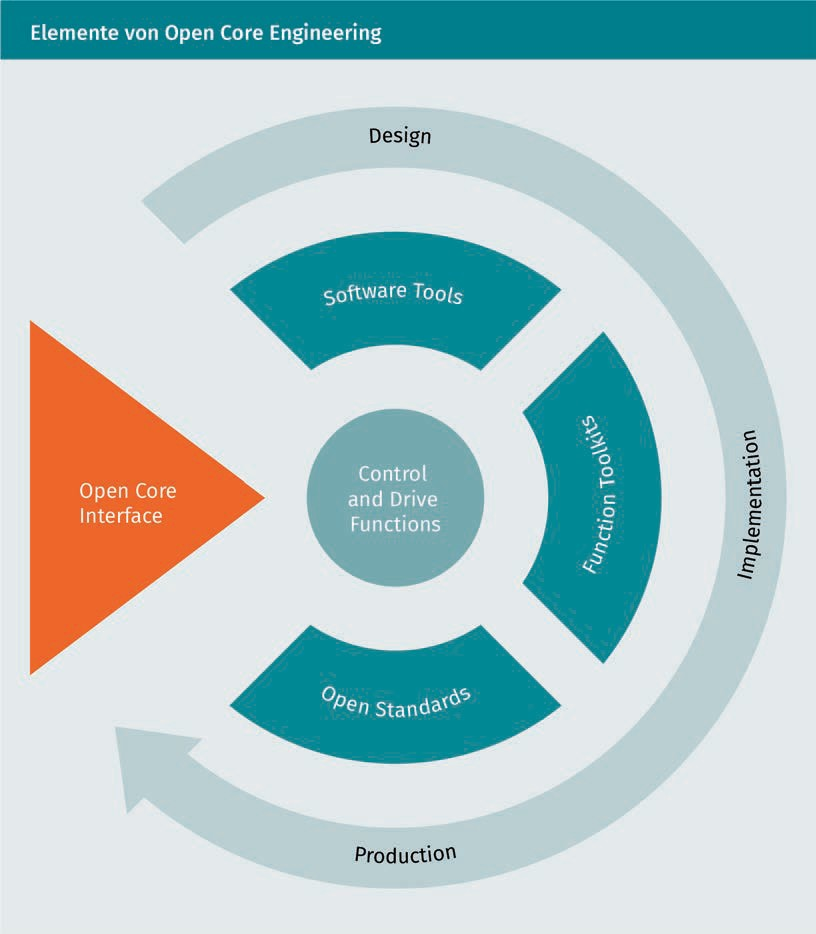 Elemente von Open Core Engineering
Design
Software Tools
Function Toolkits
Implementation
Control
and Drive
Functions
Open Core
Interface
Open Standards
Production